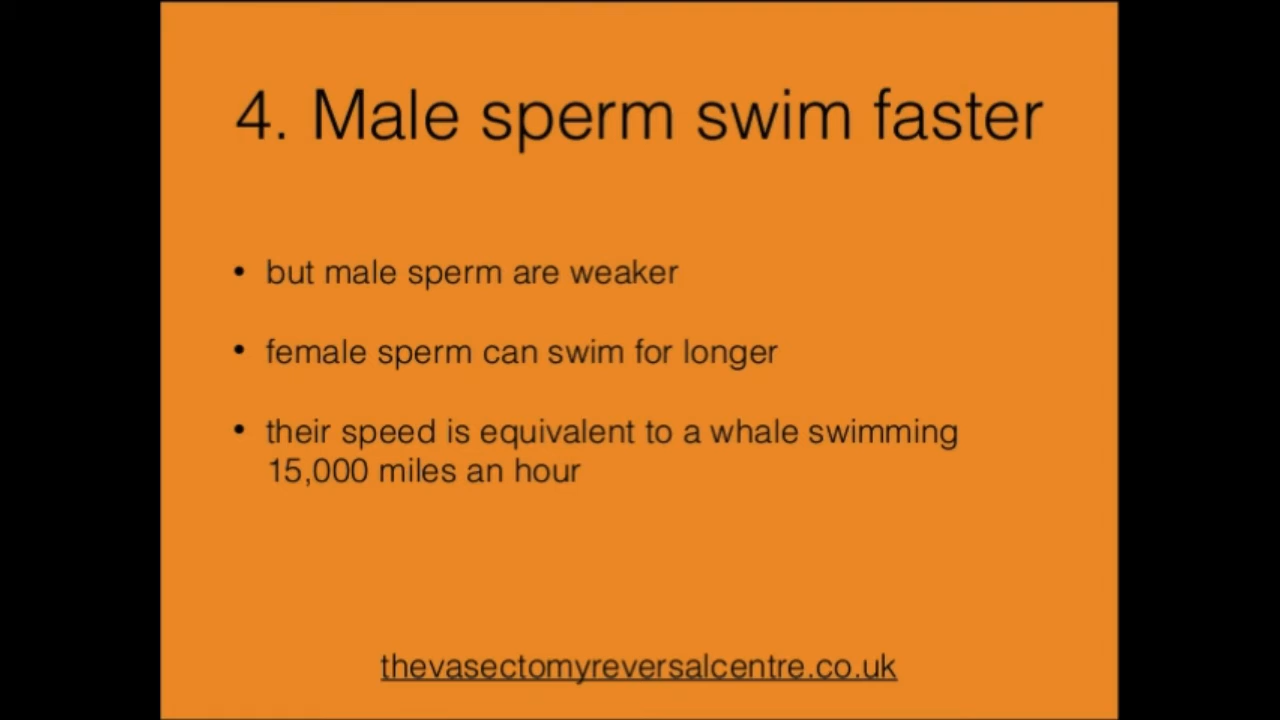 4. Male sperm swim faster
• but male sperm are weaker
• female sperm can swim for longer
• their speed is equivalent to a whale swimming
15,000 miles an hour
thevasectomyreversalcentre.co.uk